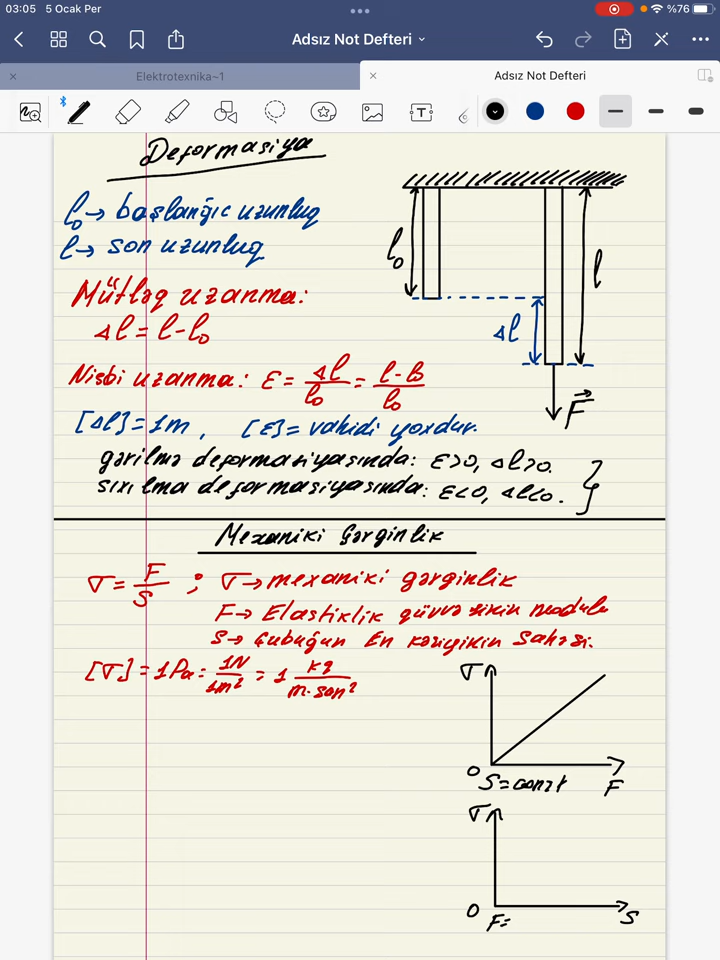 03:05 5 Ocak Per
%76
Adsız Not Defteri
Elektrotexnika~1
Adsız Not Defteri
Deformasiya
l₀→ başlanğıc uzunluq
l→ son uzunluq
Mütləq uzanma:
Δl = l-l₀
Nisbi uzanma: ε = Δl/l₀ = l-l₀/l₀
[Δl]=1m, [ε]= vahidi yoxdur.
gərilmə deformasiyasında: ε>0, Δl>0.
sıxılma deformasiyasında: ε<0, Δl<0.
l₀
l
Δl
F
Mexaniki Gərginlik
σ = F/S ; σ→ mexaniki gərginlik
F→ Elastiklik qüvvəsinin modulu
S→ Çubuğun En kəsiyinin Sahəsi.
[σ] = 1Pa = 1N/1m² = 1 kq/m·san²
σ
0 S=const F
σ
0 F= S